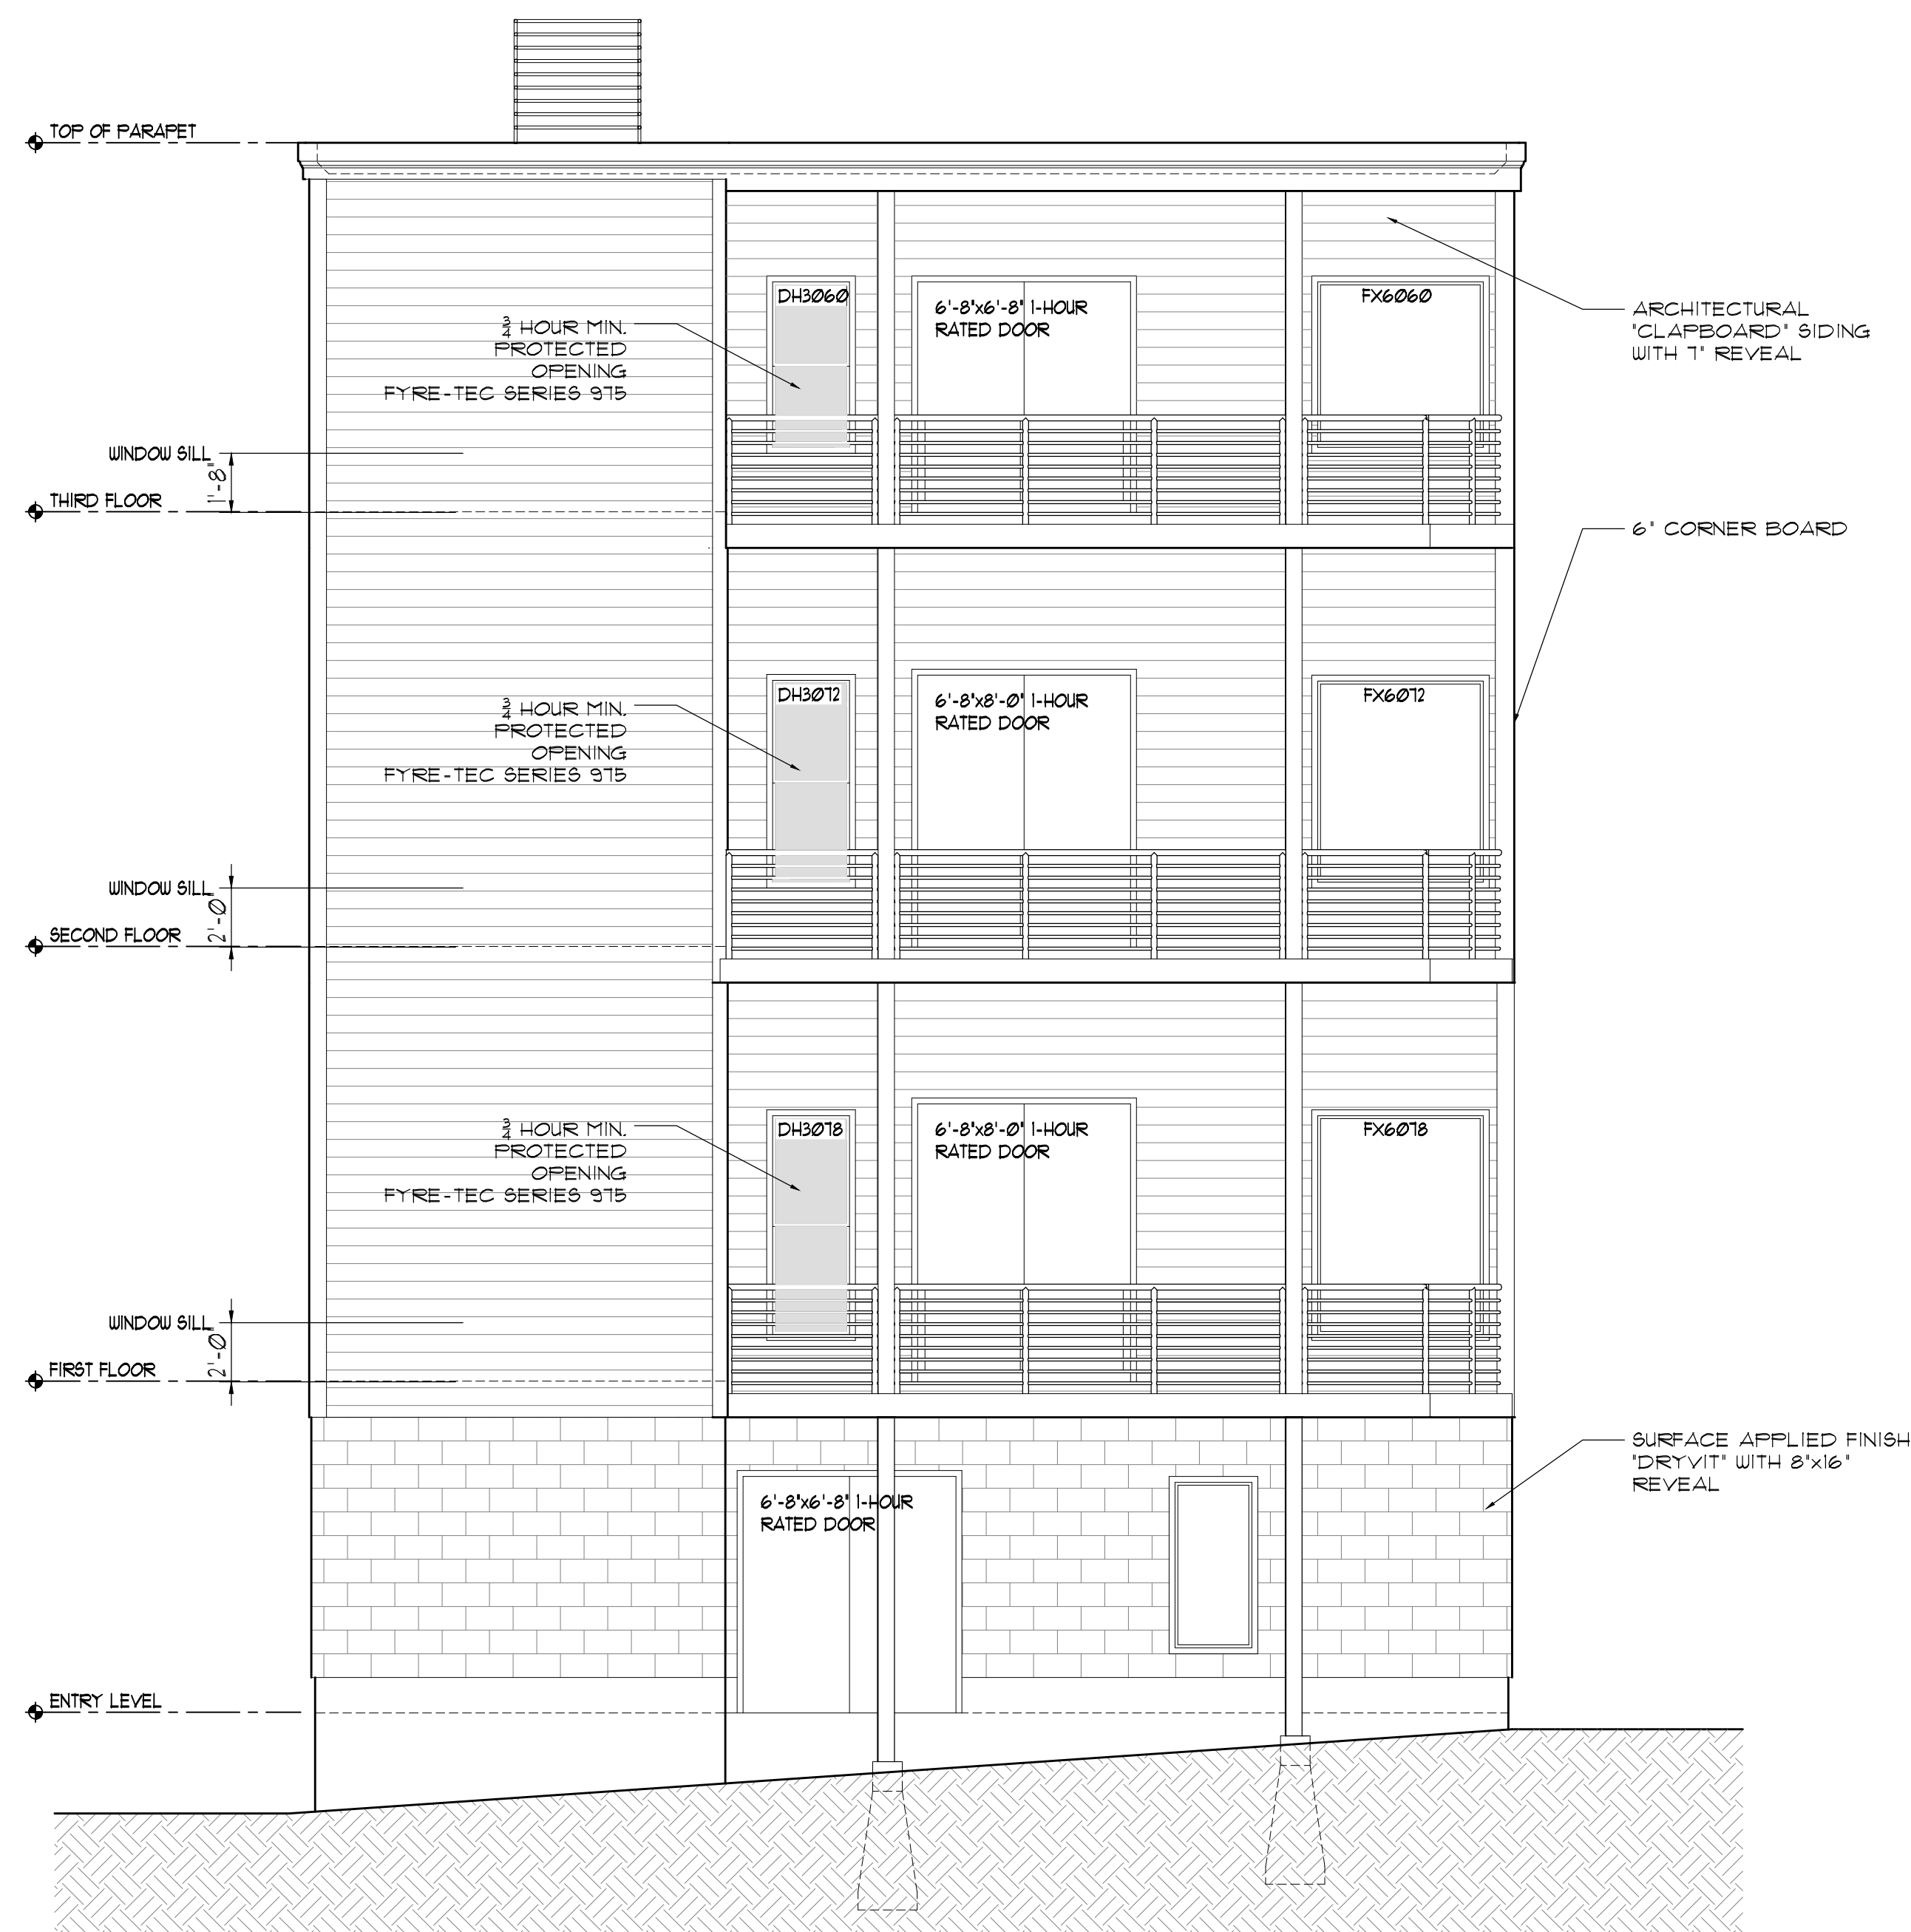 TOP OF PARAPET
DH3060
6'-8"x6'-8" 1-HOUR
RATED DOOR
FX6060
ARCHITECTURAL
"CLAPBOARD" SIDING
WITH 7" REVEAL
3/4 HOUR MIN.
PROTECTED
OPENING
FYRE-TEC SERIES 975
WINDOW SILL
1'-8"
THIRD FLOOR
6" CORNER BOARD
DH3072
6'-8"x8'-0" 1-HOUR
RATED DOOR
FX6072
3/4 HOUR MIN.
PROTECTED
OPENING
FYRE-TEC SERIES 975
WINDOW SILL
2'-0"
SECOND FLOOR
DH3078
6'-8"x8'-0" 1-HOUR
RATED DOOR
FX6078
3/4 HOUR MIN.
PROTECTED
OPENING
FYRE-TEC SERIES 975
WINDOW SILL
2'-0"
FIRST FLOOR
SURFACE APPLIED FINISH
"DRYVIT" WITH 8"x16"
REVEAL
6'-8"x6'-8" 1-HOUR
RATED DOOR
ENTRY LEVEL